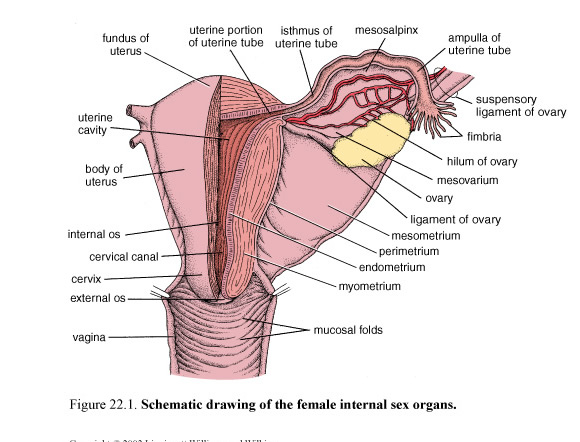 fundus of
uterus
uterine portion
of uterine tube
isthmus of
uterine tube
mesosalpinx
ampulla of
uterine tube
suspensory
ligament of ovary
fimbria
hilum of ovary
mesovarium
ovary
ligament of ovary
mesometrium
perimetrium
endometrium
myometrium
mucosal folds
uterine
cavity
body of
uterus
internal os
cervical canal
cervix
external os
vagina
Figure 22.1. Schematic drawing of the female internal sex organs.